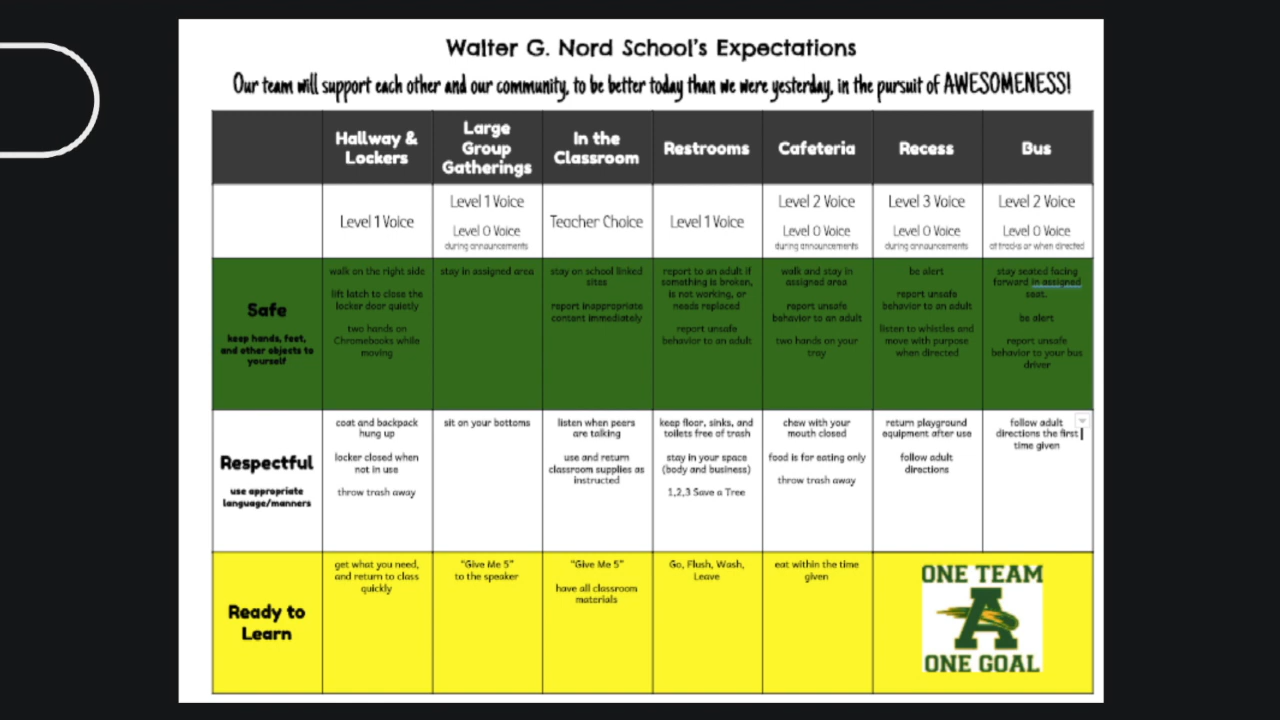 Walter G. Nord School's Expectations
Our team will support each other and our community, to be better today than we were yesterday, in the pursuit of AWESOMENESS!
Hallway &
Lockers
Large
Group
Gatherings
In the
Classroom
Restrooms
Cafeteria
Recess
Bus
Level 1 Voice
Level 1 Voice
Level 0 Voice
during announcements
Teacher Choice
Level 1 Voice
Level 2 Voice
Level 0 Voice
during announcements
Level 3 Voice
Level 0 Voice
during announcements
Level 2 Voice
Level 0 Voice
at tracks or when directed
Safe
keep hands, feet,
and other objects to
yourself
walk on the right side
lift latch to close the
locker door quietly
two hands on
Chromebooks while
moving
stay in assigned area
stay on school linked
sites
report inappropriate
content immediately
report to an adult if
something is broken,
is not working, or
needs replaced
report unsafe
behavior to an adult
walk and stay in
assigned area
report unsafe
behavior to an adult
two hands on your
tray
be alert
report unsafe
behavior to an adult
listen to whistles and
move with purpose
when directed
stay seated facing
forward in assigned
seat.
be alert
report unsafe
behavior to your bus
driver
Respectful
use appropriate
language/manners
coat and backpack
hung up
locker closed when
not in use
throw trash away
sit on your bottoms
listen when peers
are talking
use and return
classroom supplies as
instructed
keep floor, sinks, and
toilets free of trash
stay in your space
(body and business)
1,2,3 Save a Tree
chew with your
mouth closed
food is for eating only
throw trash away
return playground
equipment after use
follow adult
directions
follow adult
directions the first
time given
Ready to
Learn
get what you need,
and return to class
quickly
"Give Me 5"
to the speaker
"Give Me 5"
have all classroom
materials
Go, Flush, Wash,
Leave
eat within the time
given
ONE TEAM
A
ONE GOAL